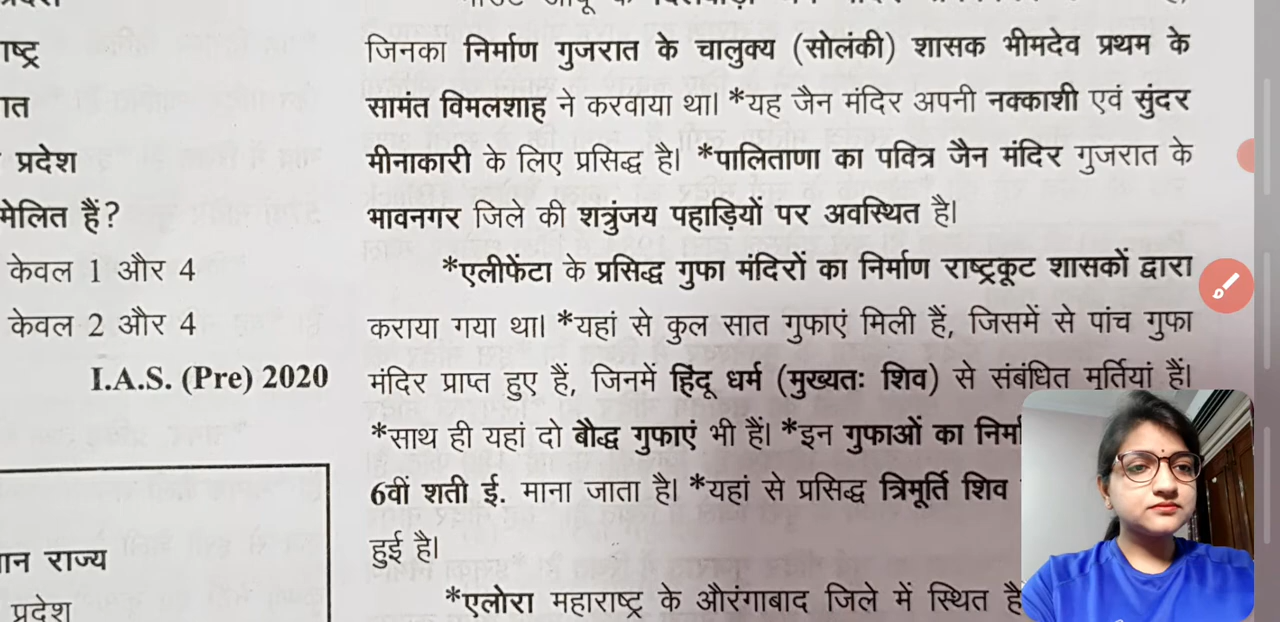 ाष्ट्र
ात
प्रदेश
मेलित हैं?
केवल 1 और 4
केवल 2 और 4
I.A.S. (Pre) 2020
ान राज्य
प्रदेश
जिनका निर्माण गुजरात के चालुक्य (सोलंकी) शासक भीमदेव प्रथम के
सामंत विमलशाह ने करवाया था। *यह जैन मंदिर अपनी नक्काशी एवं सुंदर
मीनाकारी के लिए प्रसिद्ध है। *पालिताणा का पवित्र जैन मंदिर गुजरात के
भावनगर जिले की शत्रुंजय पहाड़ियों पर अवस्थित है।
*एलीफेंटा के प्रसिद्ध गुफा मंदिरों का निर्माण राष्ट्रकूट शासकों द्वारा
कराया गया था। *यहां से कुल सात गुफाएं मिली हैं, जिसमें से पांच गुफा
मंदिर प्राप्त हुए हैं, जिनमें हिंदू धर्म (मुख्यतः शिव) से संबंधित मूर्तियां हैं।
*साथ ही यहां दो बौद्ध गुफाएं भी हैं। *इन गुफाओं का
6वीं शती ई. माना जाता है। *यहां से प्रसिद्ध त्रिमूर्ति शिव
हुई है।
*एलोरा महाराष्ट्र के औरंगाबाद जिले में स्थित है